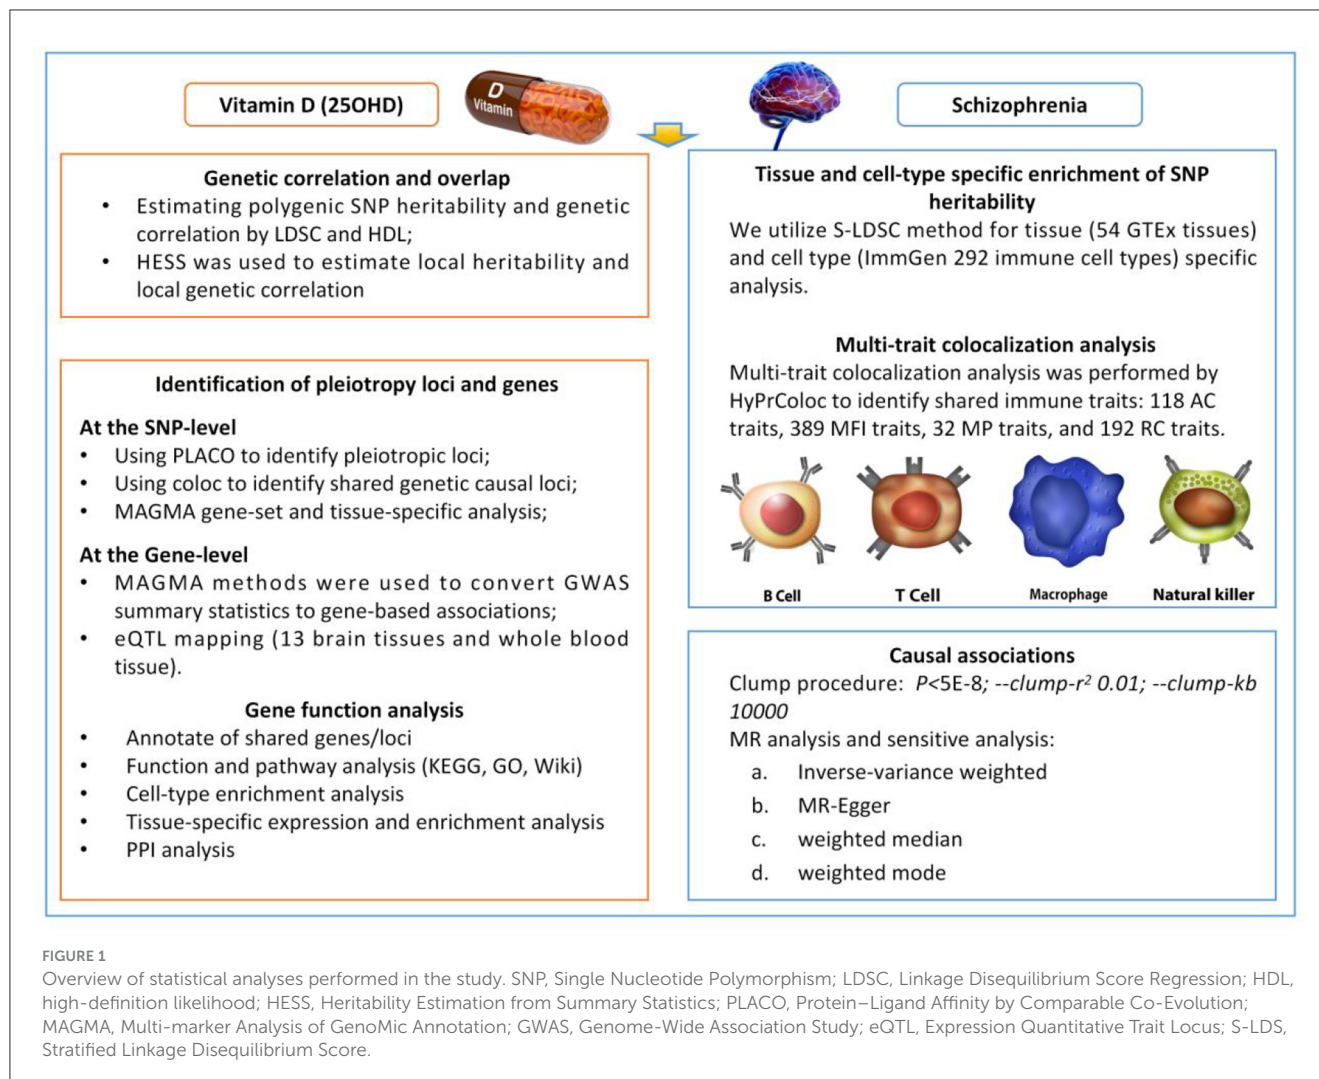 Vitamin D (25OHD)
D
Vitamin
Schizophrenia
Genetic correlation and overlap
• Estimating polygenic SNP heritability and genetic
correlation by LDSC and HDL;
• HESS was used to estimate local heritability and
local genetic correlation
Identification of pleiotropy loci and genes
At the SNP-level
• Using PLACO to identify pleiotropic loci;
• Using coloc to identify shared genetic causal loci;
• MAGMA gene-set and tissue-specific analysis;
At the Gene-level
• MAGMA methods were used to convert GWAS
summary statistics to gene-based associations;
• eQTL mapping (13 brain tissues and whole blood
tissue).
Gene function analysis
• Annotate of shared genes/loci
• Function and pathway analysis (KEGG, GO, Wiki)
• Cell-type enrichment analysis
• Tissue-specific expression and enrichment analysis
• PPI analysis
Tissue and cell-type specific enrichment of SNP
heritability
We utilize S-LDSC method for tissue (54 GTEx tissues)
and cell type (ImmGen 292 immune cell types) specific
analysis.
Multi-trait colocalization analysis
Multi-trait colocalization analysis was performed by
HyPrColoc to identify shared immune traits: 118 AC
traits, 389 MFI traits, 32 MP traits, and 192 RC traits.
B Cell T Cell Macrophage Natural killer
Causal associations
Clump procedure: P<5E-8; --clump-r² 0.01; --clump-kb
10000
MR analysis and sensitive analysis:
a. Inverse-variance weighted
b. MR-Egger
c. weighted median
d. weighted mode
FIGURE 1
Overview of statistical analyses performed in the study. SNP, Single Nucleotide Polymorphism; LDSC, Linkage Disequilibrium Score Regression; HDL,
high-definition likelihood; HESS, Heritability Estimation from Summary Statistics; PLACO, Protein–Ligand Affinity by Comparable Co-Evolution;
MAGMA, Multi-marker Analysis of GenoMic Annotation; GWAS, Genome-Wide Association Study; eQTL, Expression Quantitative Trait Locus; S-LDS,
Stratified Linkage Disequilibrium Score.